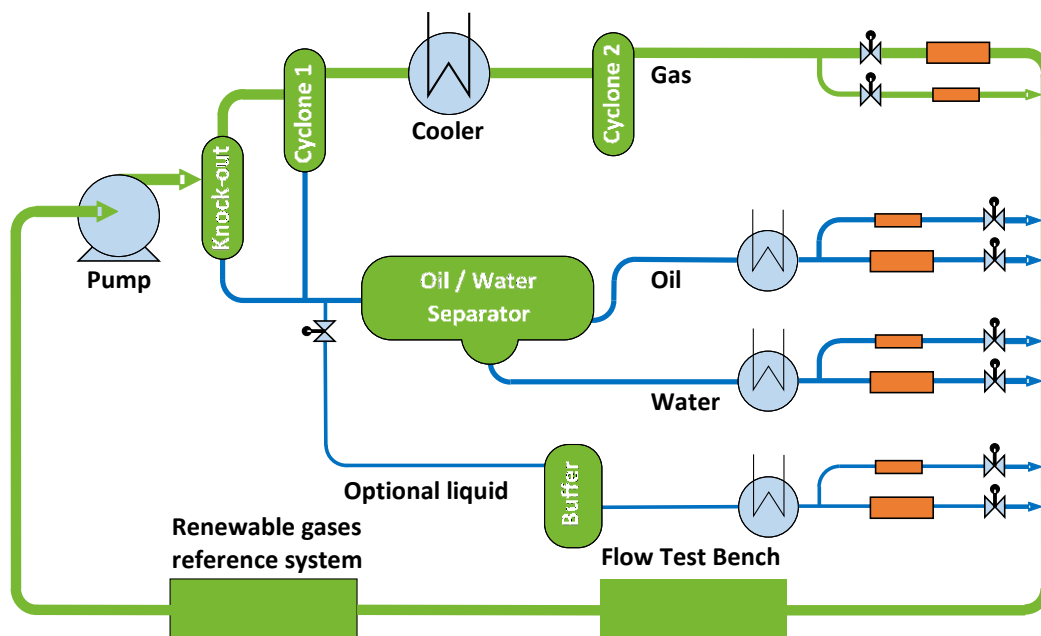 Cyclone 1
Cooler
Cyclone 2
Gas
Knock-out
Pump
Oil / Water
Separator
Oil
Water
Optional liquid
Buffer
Renewable gases
reference system
Flow Test Bench